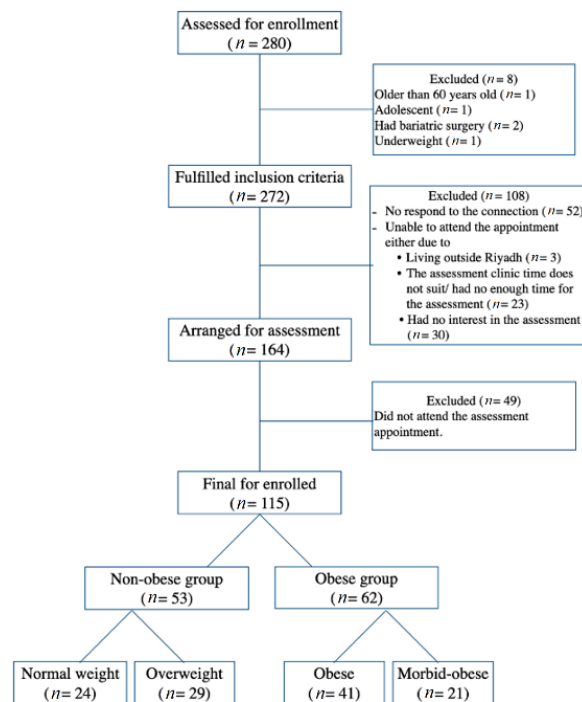 Assessed for enrollment
(n = 280)
Excluded (n = 8)
Older than 60 years old (n = 1)
Adolescent (n = 1)
Had bariatric surgery (n = 2)
Underweight (n = 1)
Fulfilled inclusion criteria
(n = 272)
Excluded (n = 108)
- No respond to the connection (n = 52)
- Unable to attend the appointment
either due to
• Living outside Riyadh (n = 3)
• The assessment clinic time does
not suit/ had no enough time for
the assessment (n = 23)
• Had no interest in the assessment
(n = 30)
Arranged for assessment
(n = 164)
Excluded (n = 49)
Did not attend the assessment
appointment.
Final for enrolled
(n = 115)
Non-obese group
(n = 53)
Obese group
(n = 62)
Normal weight
(n = 24)
Overweight
(n = 29)
Obese
(n = 41)
Morbid-obese
(n = 21)